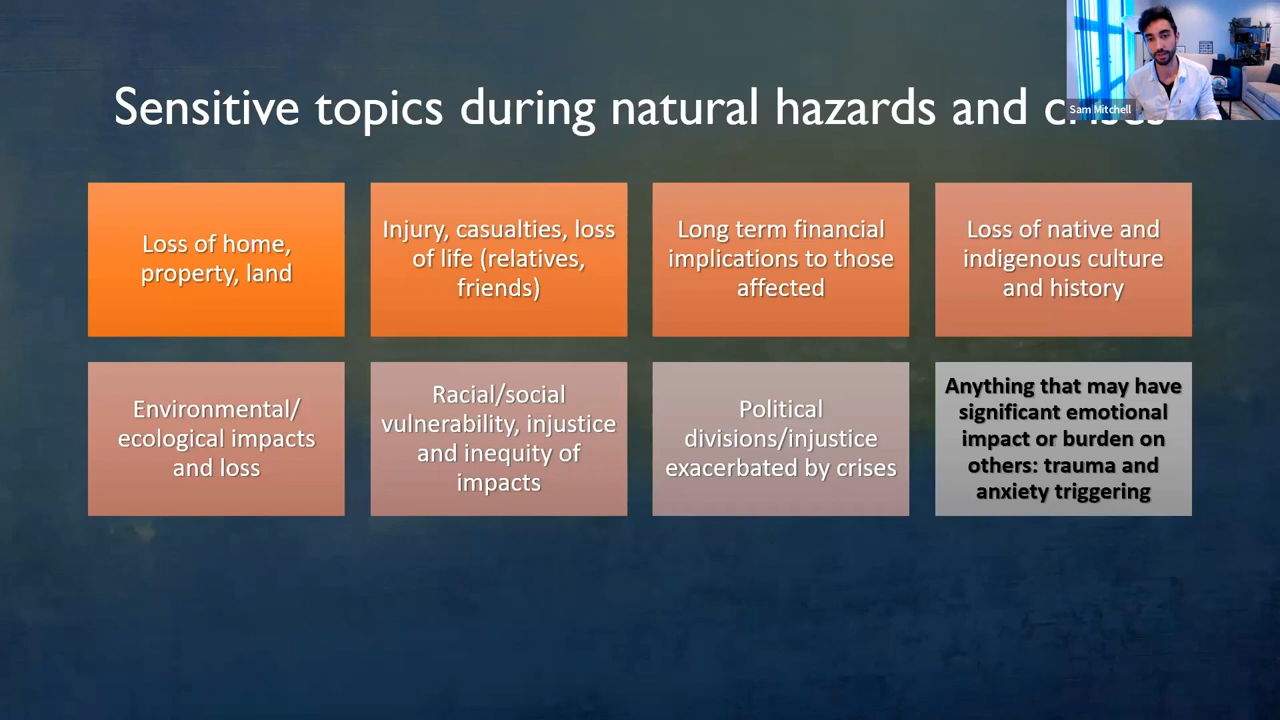 Sensitive topics during natural hazards and crises
Sam Mitchell
Loss of home,
property, land
Injury, casualties, loss
of life (relatives,
friends)
Long term financial
implications to those
affected
Loss of native and
indigenous culture
and history
Environmental/
ecological impacts
and loss
Racial/social
vulnerability, injustice
and inequity of
impacts
Political
divisions/injustice
exacerbated by crises
Anything that may have
significant emotional
impact or burden on
others: trauma and
anxiety triggering